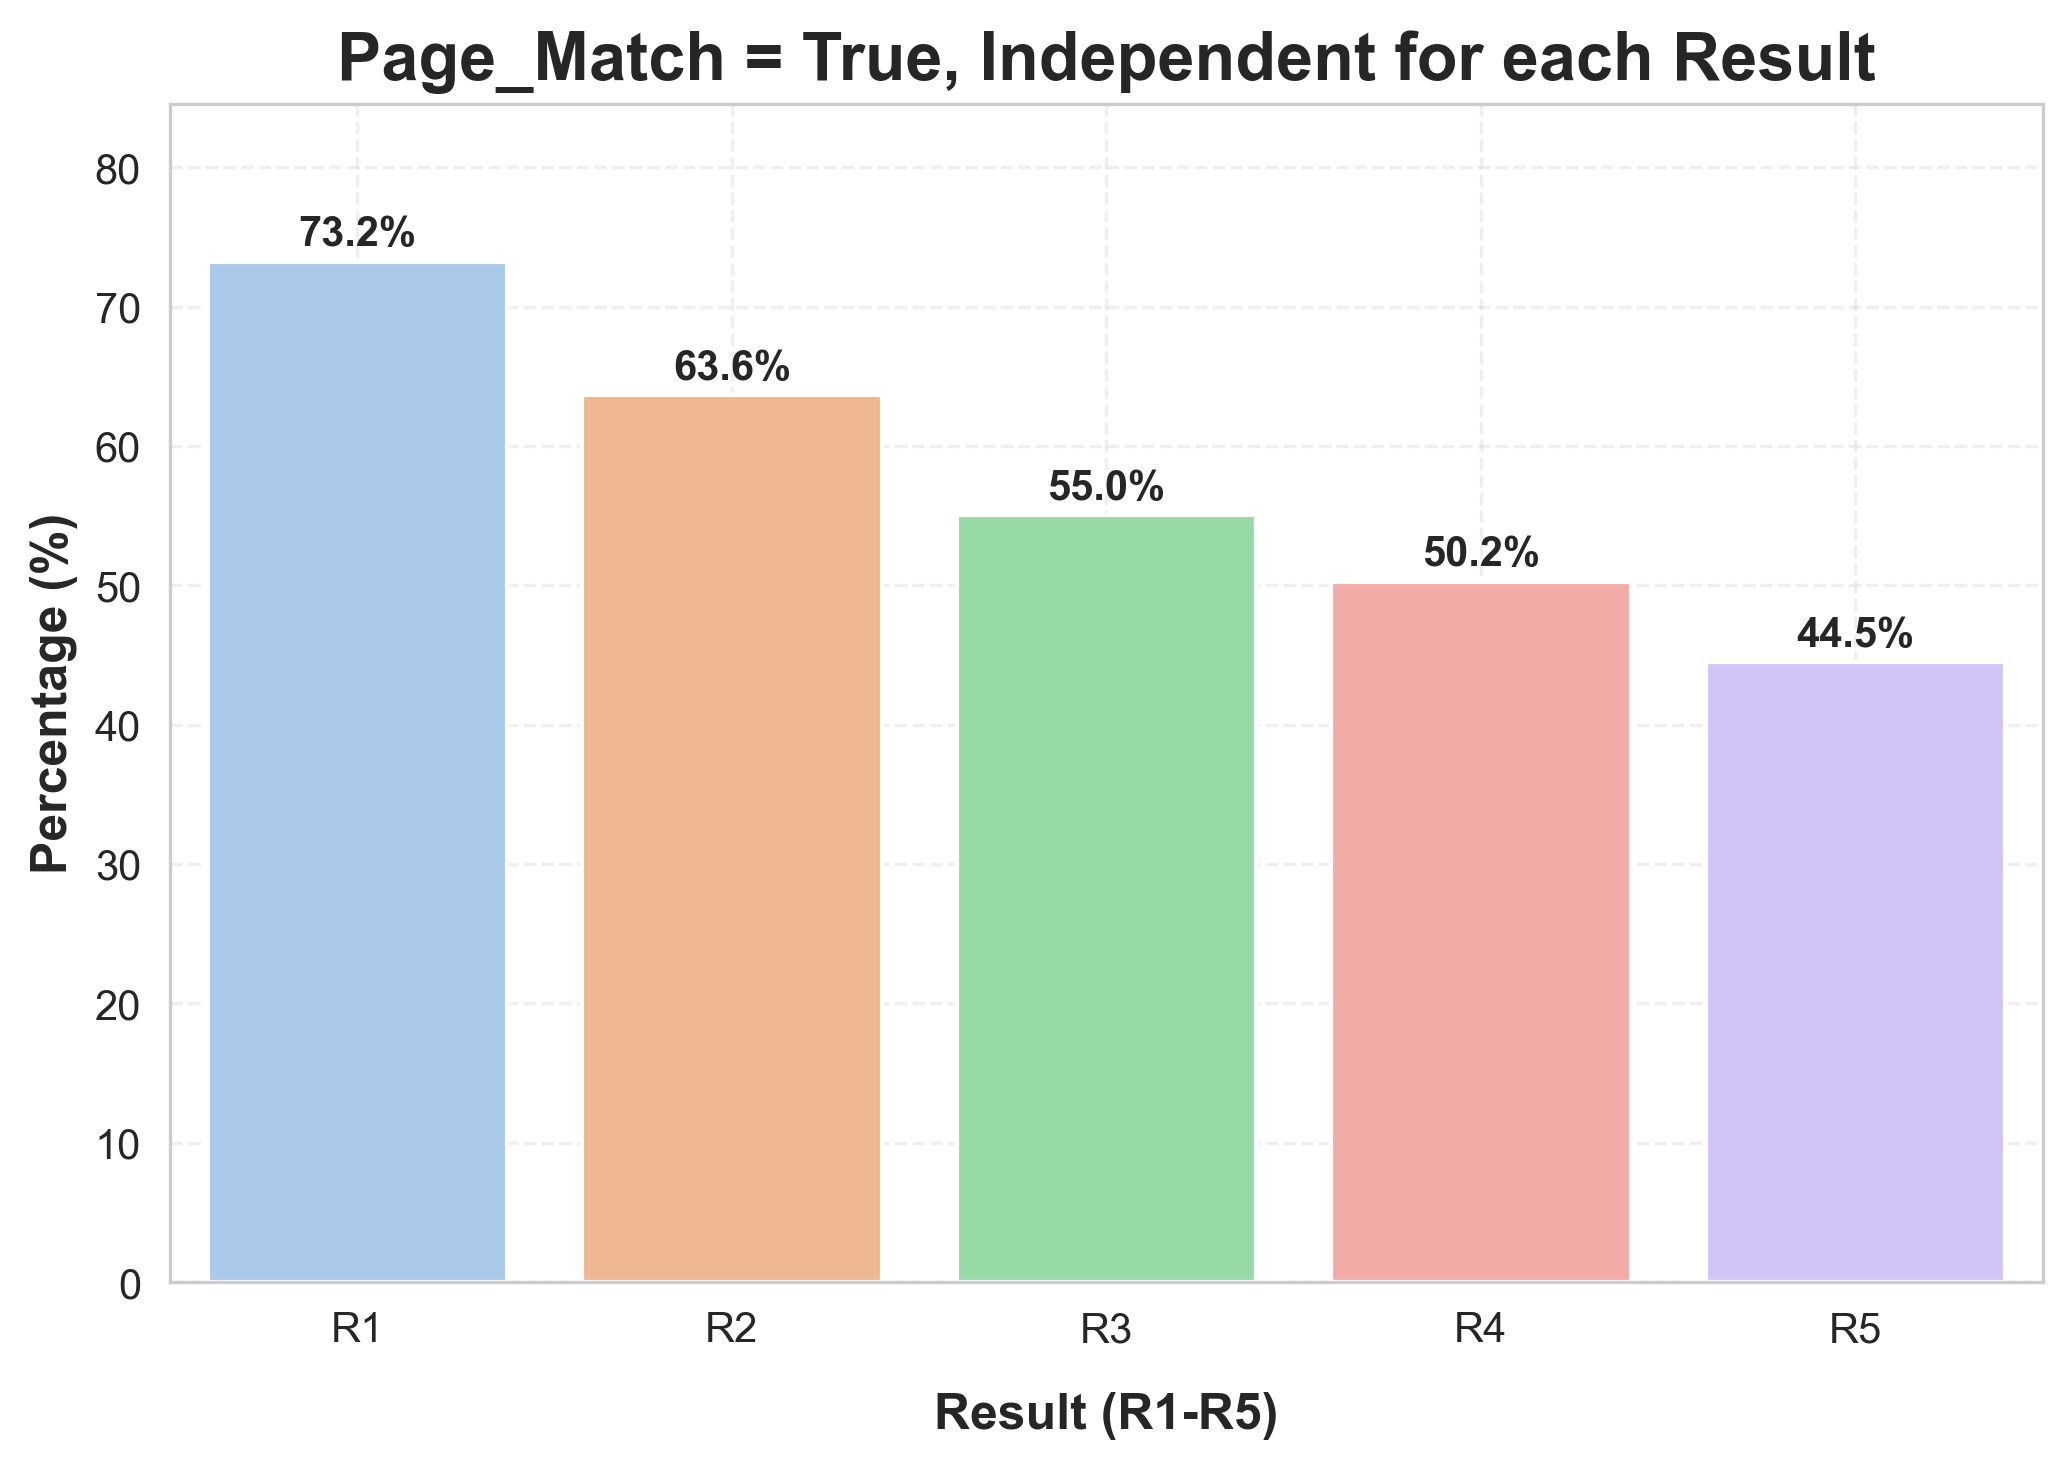 Page_Match = True, Independent for each Result
Percentage (%)
80
70
60
50
40
30
20
10
0
73.2%
63.6%
55.0%
50.2%
44.5%
R1
R2
R3
R4
R5
Result (R1-R5)